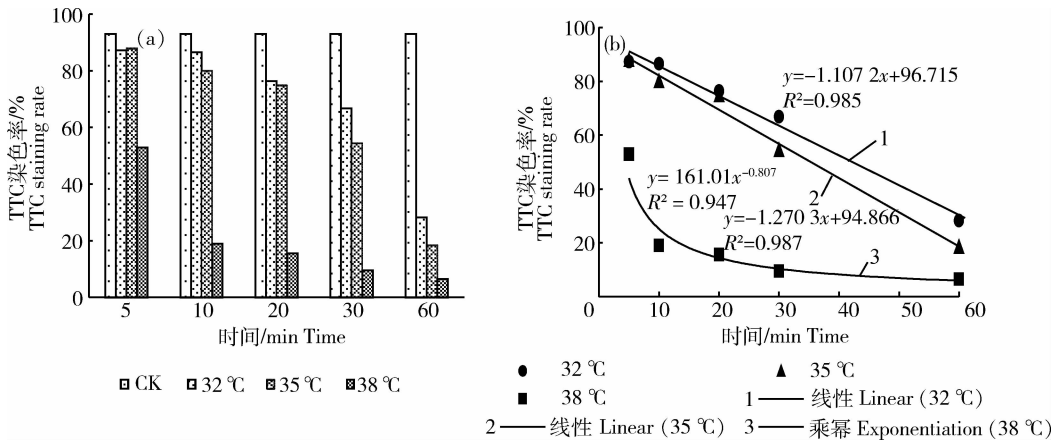 (a)
TTC染色率/%
TTC staining rate
100
80
60
40
20
0
5 10 20 30 60
时间/min Time
CK 32 ℃ 35 ℃ 38 ℃
(b)
TTC染色率/%
TTC staining rate
100
80
60
40
20
0 10 20 30 40 50 60
时间/min Time
y=−1.107 2x+96.715
R²=0.985
1
y= 161.01x^−0.807
R² = 0.947
2
y=−1.270 3x+94.866
R²=0.987
3
32 ℃ 35 ℃
38 ℃ 1 线性 Linear (32 ℃)
2 线性 Linear (35 ℃) 3 乘幂 Exponentiation (38 ℃)